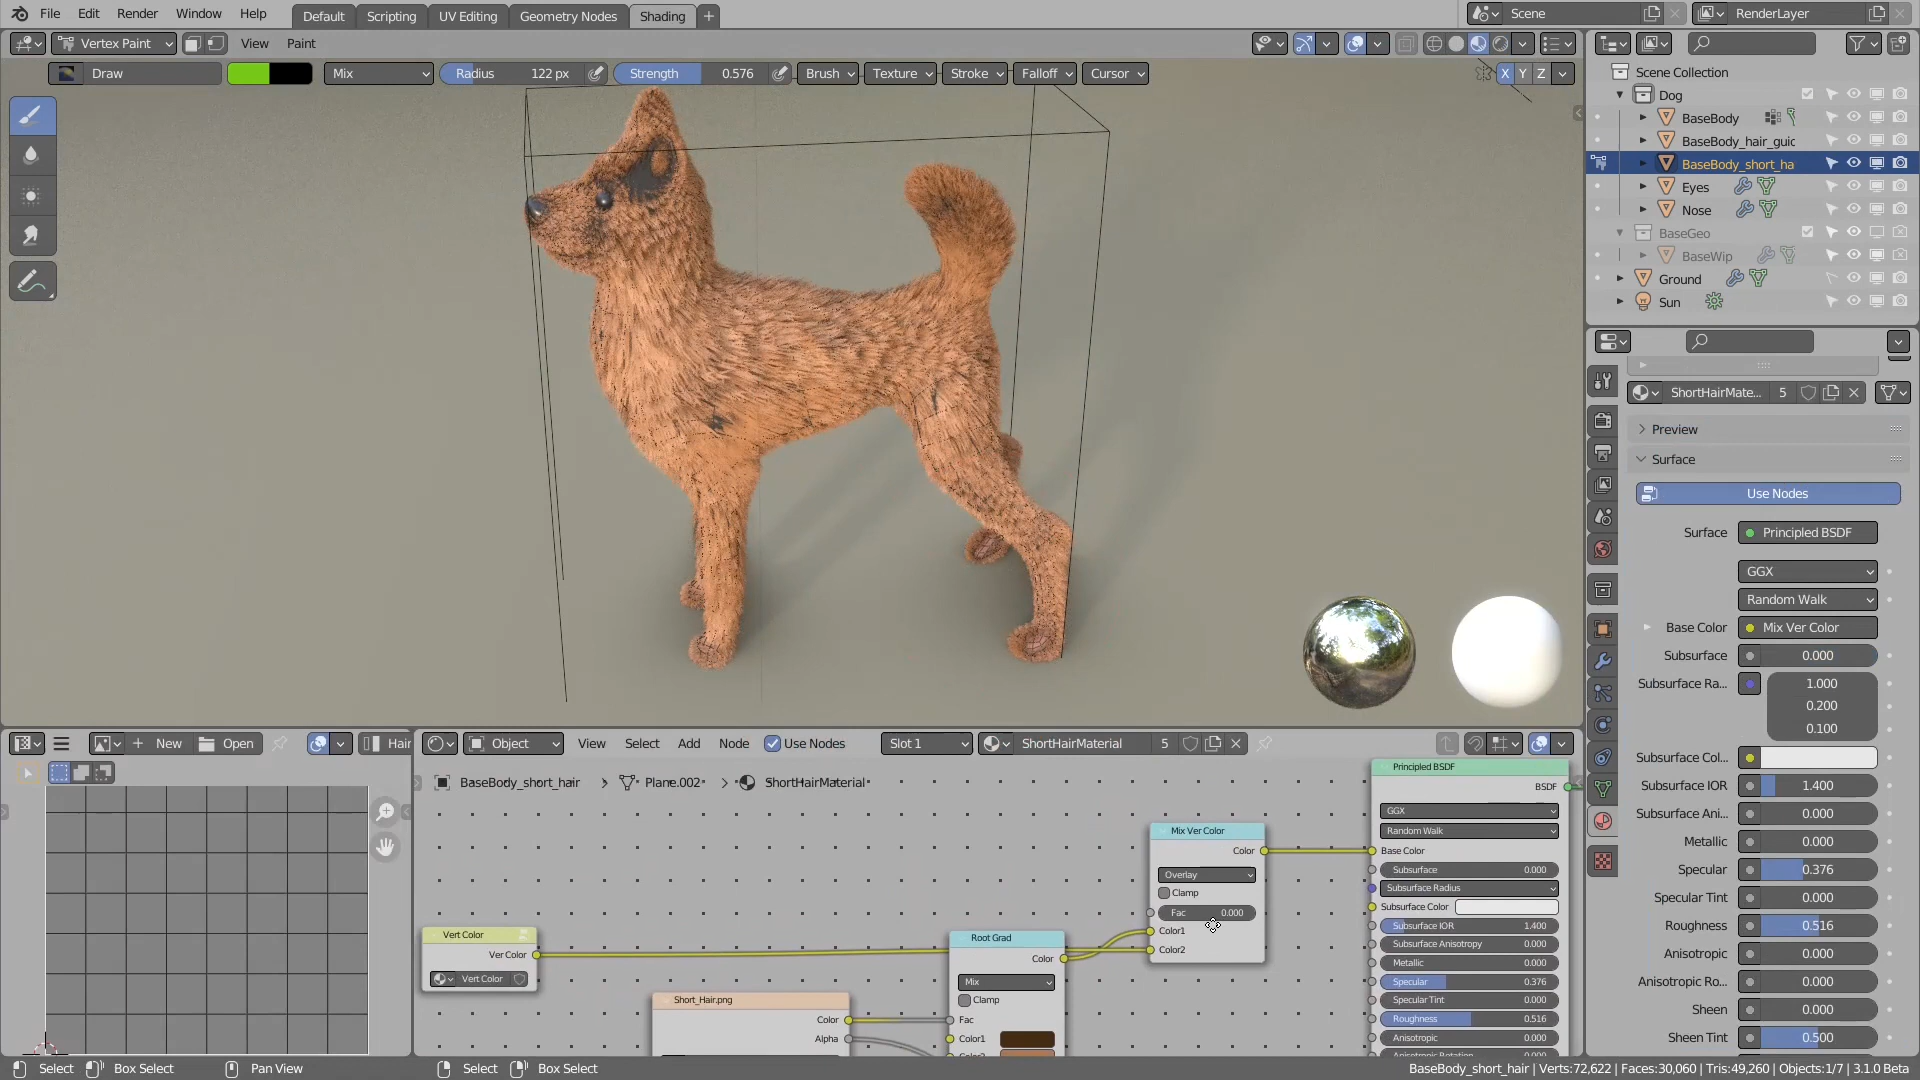 File Edit Render Window Help Default Scripting UV Editing Geometry Nodes Shading + Scene RenderLayer
Vertex Paint View Paint
Draw Mix Radius 122 px Strength 0.576 Brush Texture Stroke Falloff Cursor X Y Z
Scene Collection
Dog
BaseBody
BaseBody_hair_guic
BaseBody_short_ha
Eyes
Nose
BaseGeo
BaseWip
Ground
Sun
ShortHairMate... 5
Preview
Surface
Use Nodes
Surface Principled BSDF
GGX
Random Walk
Base Color Mix Ver Color
Subsurface 0.000
Subsurface Ra... 1.000
0.200
0.100
Subsurface Col...
Subsurface IOR 1.400
Subsurface Ani... 0.000
Metallic 0.000
Specular 0.376
Specular Tint 0.000
Roughness 0.516
Anisotropic 0.000
Anisotropic Ro... 0.000
Sheen 0.000
Sheen Tint 0.500
New Open Hair
Object View Select Add Node Use Nodes Slot 1 ShortHairMaterial 5
BaseBody_short_hair > Plane.002 > ShortHairMaterial
Vert Color
Ver Color
Vert Color
Short_Hair.png
Color
Alpha
Root Grad
Color
Mix
Clamp
Fac
Color1
Mix Ver Color
Color
Overlay
Clamp
Fac 0.000
Color1
Color2
Principled BSDF
BSDF
GGX
Random Walk
Base Color
Subsurface 0.000
Subsurface Radius
Subsurface Color
Subsurface IOR 1.400
Subsurface Anisotropy 0.000
Metallic 0.000
Specular 0.376
Specular Tint 0.000
Roughness 0.516
Anisotropic 0.000
Select Box Select Pan View Select Box Select BaseBody_short_hair | Verts:72,622 | Faces:30,060 | Tris:49,260 | Objects:1/7 | 3.1.0 Beta